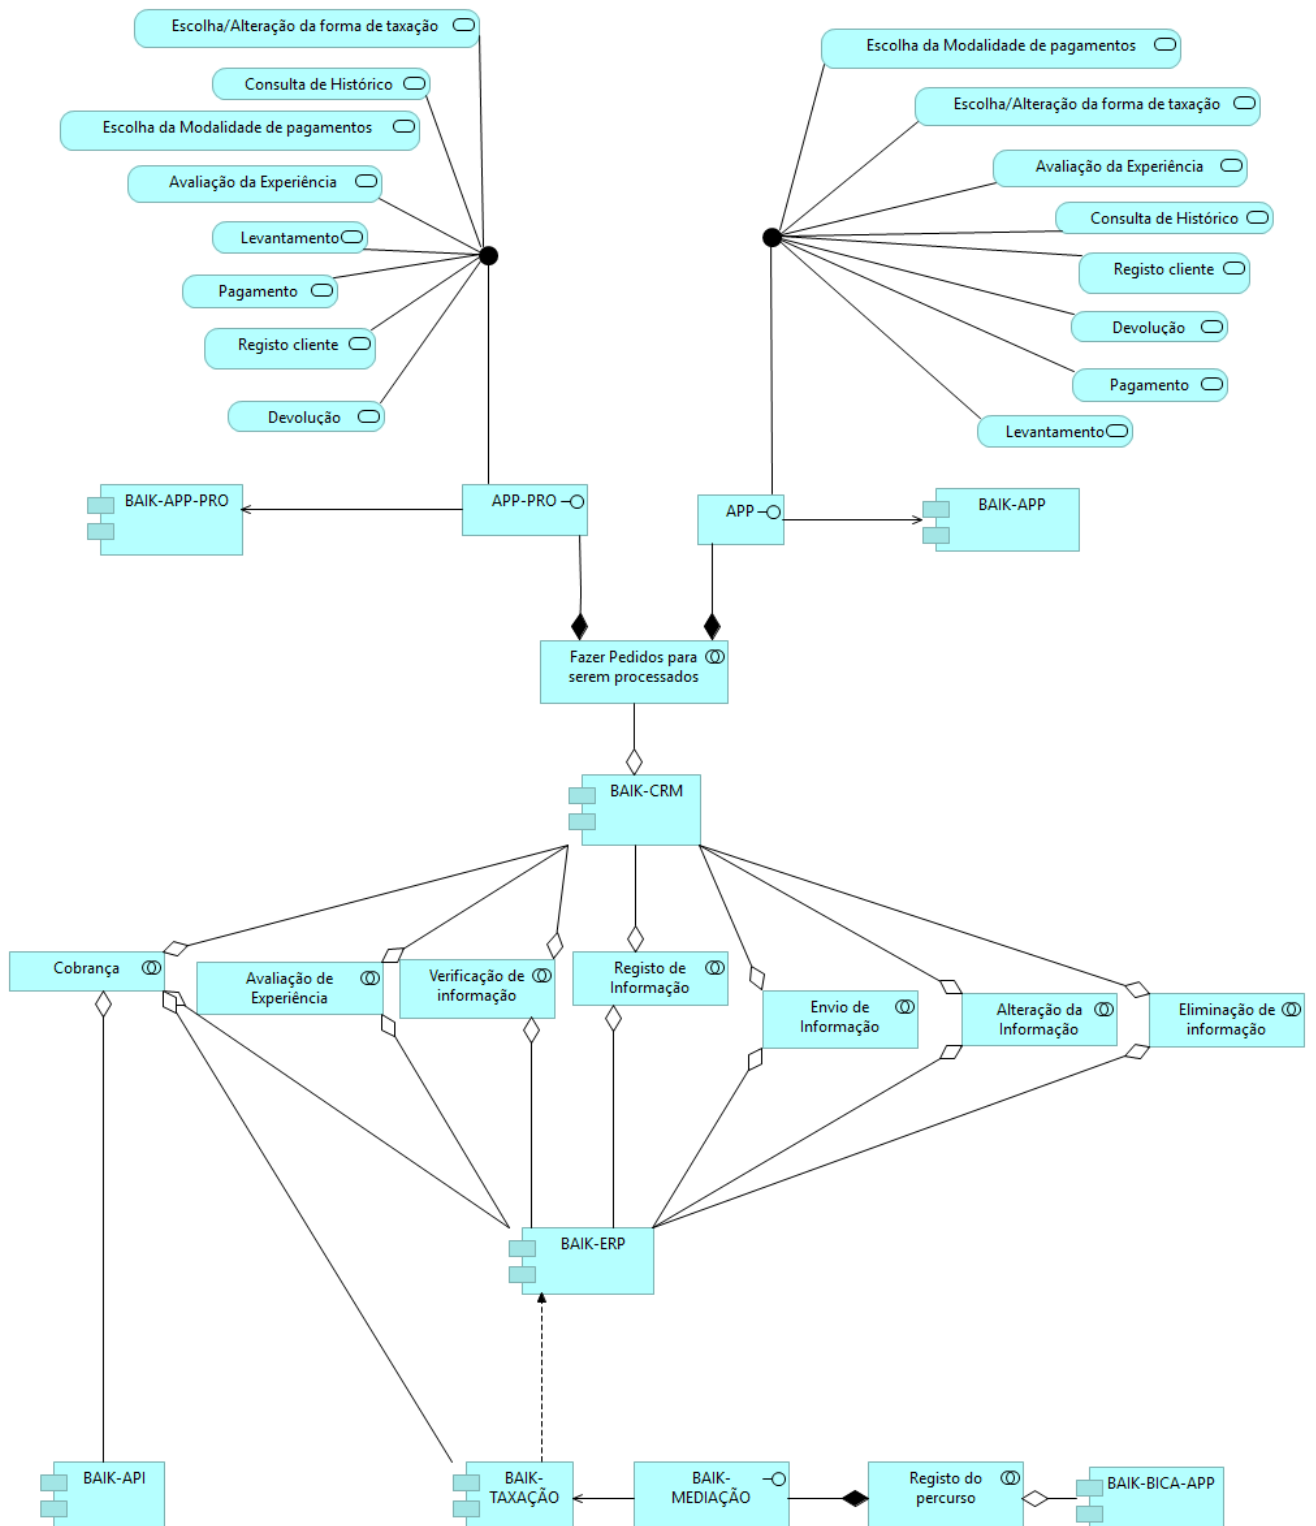 Escolha/Alteração da forma de taxação
Consulta de Histórico
Escolha da Modalidade de pagamentos
Avaliação da Experiência
Levantamento
Pagamento
Registo cliente
Devolução
Escolha da Modalidade de pagamentos
Escolha/Alteração da forma de taxação
Avaliação da Experiência
Consulta de Histórico
Registo cliente
Devolução
Pagamento
Levantamento
BAIK-APP-PRO
APP-PRO
APP
BAIK-APP
Fazer Pedidos para
serem processados
BAIK-CRM
Cobrança
Avaliação de
Experiência
Verificação de
informação
Registo de
Informação
Envio de
Informação
Alteração da
Informação
Eliminação de
informação
BAIK-ERP
BAIK-API
BAIK-
TAXAÇÃO
BAIK-
MEDIAÇÃO
Registo do
percurso
BAIK-BICA-APP